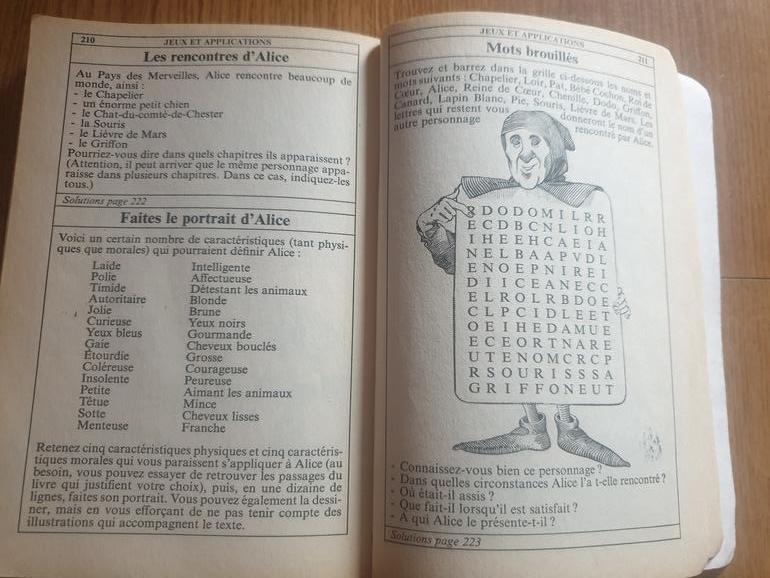 210
JEUX ET APPLICATIONS
Les rencontres d'Alice
Au Pays des Merveilles, Alice rencontre beaucoup de
monde, ainsi :
- le Chapelier
- un énorme petit chien
- le Chat-du-comté-de-Chester
- la Souris
- le Lièvre de Mars
- le Griffon
Pourriez-vous dire dans quels chapitres ils apparaissent ?
(Attention, il peut arriver que le même personnage appa-
raisse dans plusieurs chapitres. Dans ce cas, indiquez-les
tous.)
Solutions page 222
Faites le portrait d'Alice
Voici un certain nombre de caractéristiques (tant physi-
ques que morales) qui pourraient définir Alice :
Laide Intelligente
Polie Affectueuse
Timide Détestant les animaux
Autoritaire Blonde
Jolie Brune
Curieuse Yeux noirs
Yeux bleus Gourmande
Gaie Cheveux bouclés
Étourdie Grosse
Coléreuse Courageuse
Insolente Peureuse
Petite Aimant les animaux
Têtue Mince
Sotte Cheveux lisses
Menteuse Franche
Retenez cinq caractéristiques physiques et cinq caractéris-
tiques morales qui vous paraissent s'appliquer à Alice (au
besoin, vous pouvez essayer de retrouver les passages du
livre qui justifient votre choix), puis, en une dizaine de
lignes, faites son portrait. Vous pouvez également la dessi-
ner, mais en vous efforçant de ne pas tenir compte des
illustrations qui accompagnent le texte.
JEUX ET APPLICATIONS
211
Mots brouillés
Trouvez et barrez dans la grille ci-dessous les noms et
mots suivants : Chapelier, Loir, Pat, Bébé Cochon, Roi de
Cœur, Alice, Reine de Cœur, Chenille, Dodo, Griffon,
Canard, Lapin Blanc, Pie, Souris, Lièvre de Mars. Les
lettres qui restent vous donneront le nom d'un
autre personnage rencontré par Alice.
R D O D O M I L R R
E C D B C N L I O H
I H E E H C A E I A
N E L B A A P V D L
E N O E P N I R E I
D I I C E A N E C C
E L R O L R B D O E
C L P C I D L E E T
O E I H E D A M U E
E C E O R T N A R E
U T E N O M C R C P
R S O U R I S S S A
G R I F F O N E U T
- Connaissez-vous bien ce personnage ?
- Dans quelles circonstances Alice l'a t-elle rencontré ?
- Où était-il assis ?
- Que fait-il lorsqu'il est satisfait ?
- A qui Alice le présente-t-il ?
Solutions page 223